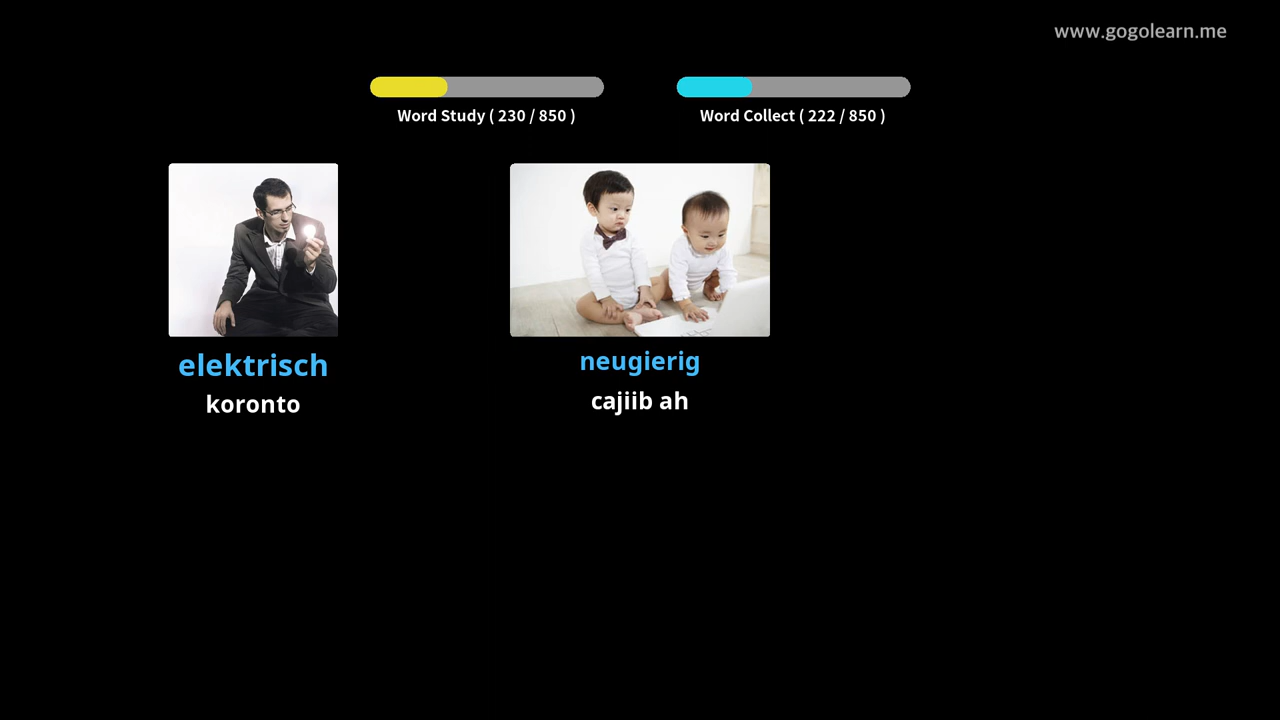 www.gogolearn.me
Word Study ( 230 / 850 )
Word Collect ( 222 / 850 )
elektrisch
koronto
neugierig
cajiib ah